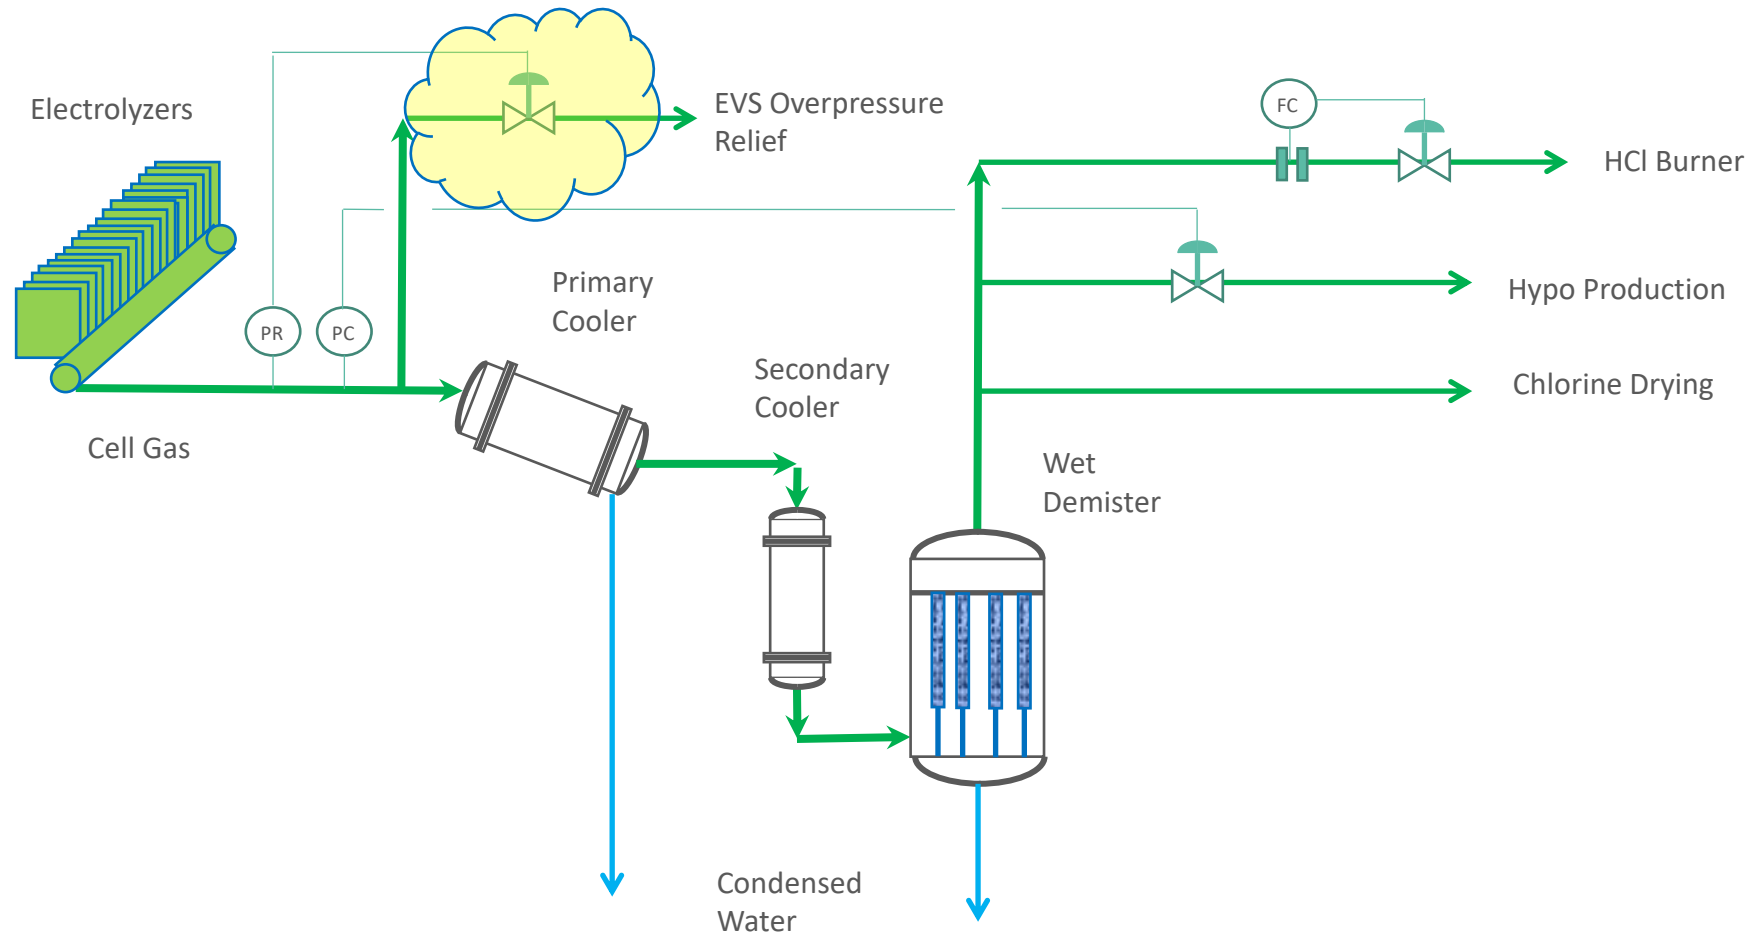 Electrolyzers
EVS Overpressure
Relief
FC
HCl Burner
Primary
Cooler
Hypo Production
PR
PC
Secondary
Cooler
Chlorine Drying
Cell Gas
Wet
Demister
Condensed
Water